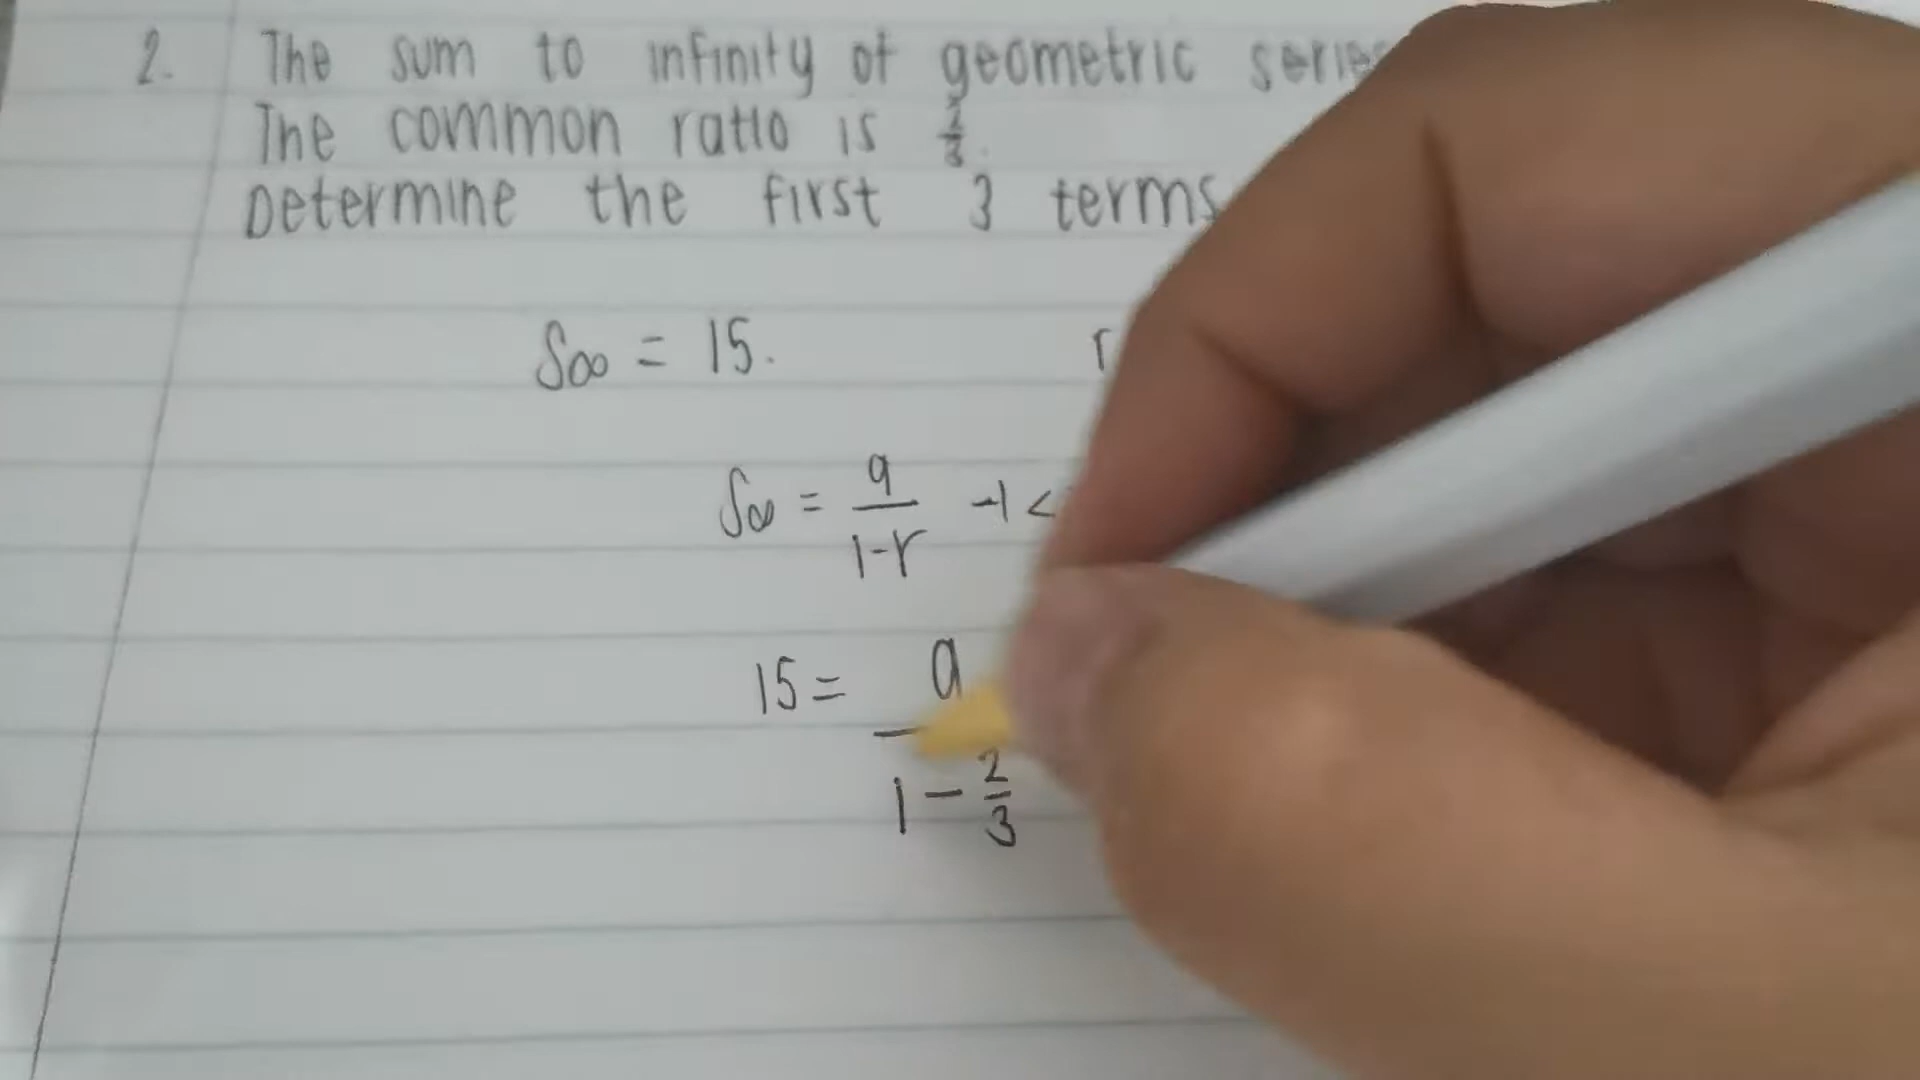 2. The sum to infinity of geometric series
The common ratio is 2/3.
Determine the first 3 terms
S∞ = 15. r
S∞ = a/1-r -1<
15 = a/1 - 2/3